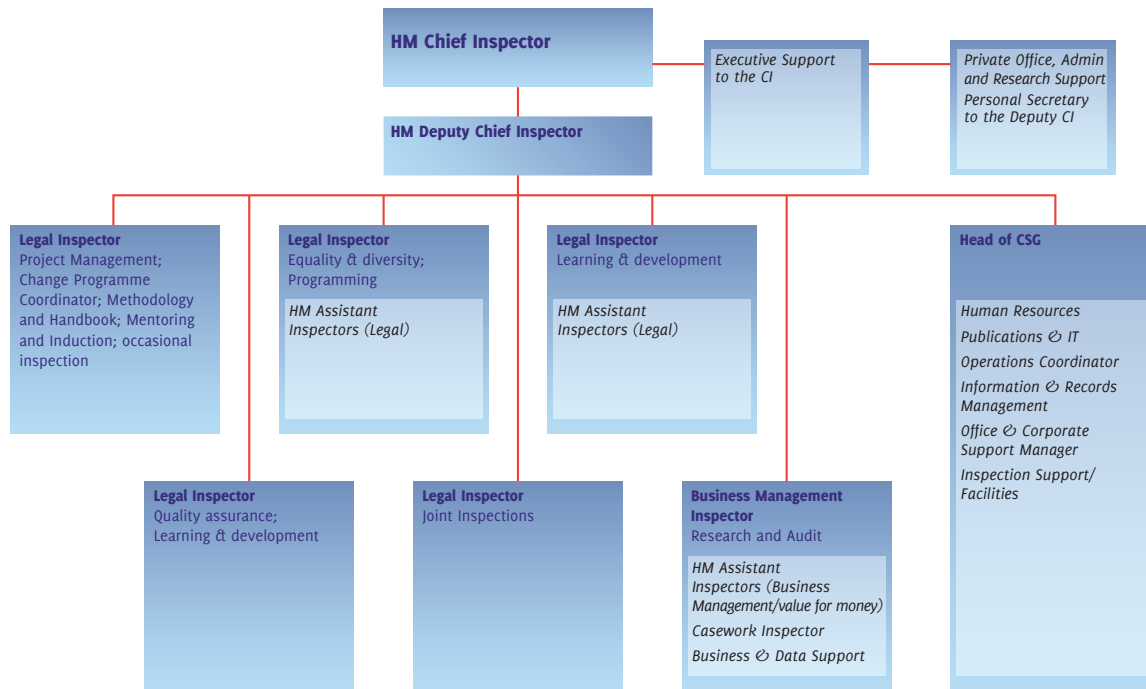 HM Chief Inspector
Executive Support
to the CI
Private Office, Admin
and Research Support
Personal Secretary
to the Deputy CI
HM Deputy Chief Inspector
Legal Inspector
Project Management;
Change Programme
Coordinator; Methodology
and Handbook; Mentoring
and Induction; occasional
inspection
Legal Inspector
Equality & diversity;
Programming
HM Assistant
Inspectors (Legal)
Legal Inspector
Learning & development
HM Assistant
Inspectors (Legal)
Head of CSG
Human Resources
Publications & IT
Operations Coordinator
Information & Records
Management
Office & Corporate
Support Manager
Inspection Support/
Facilities
Legal Inspector
Quality assurance;
Learning & development
Legal Inspector
Joint Inspections
Business Management
Inspector
Research and Audit
HM Assistant
Inspectors (Business
Management/value for money)
Casework Inspector
Business & Data Support